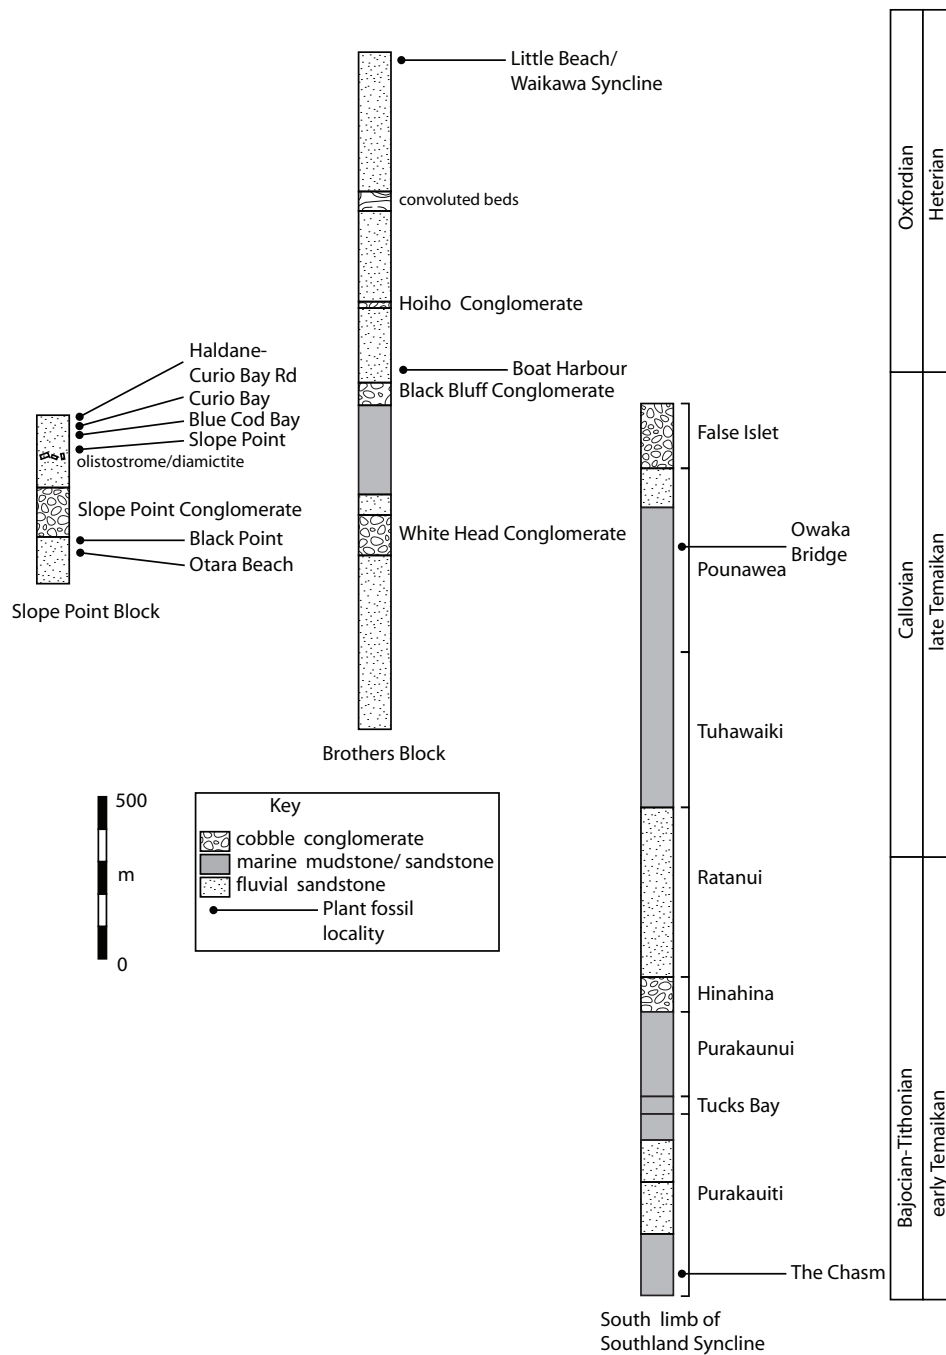 Little Beach/
Waikawa Syncline
convoluted beds
Hoiho Conglomerate
Boat Harbour
Black Bluff Conglomerate
White Head Conglomerate
Brothers Block
Haldane-
Curio Bay Rd
Curio Bay
Blue Cod Bay
Slope Point
olistostrome/diamictite
Slope Point Conglomerate
Black Point
Otara Beach
Slope Point Block
False Islet
Owaka
Bridge
Pounawea
Tuhawaiki
Ratanui
Hinahina
Purakaunui
Tucks Bay
Purakauiti
The Chasm
South limb of
Southland Syncline
Oxfordian
Heterian
Callovian
late Temaikan
Bajocian-Tithonian
early Temaikan
500
m
0
Key
cobble conglomerate
marine mudstone/ sandstone
fluvial sandstone
Plant fossil
locality